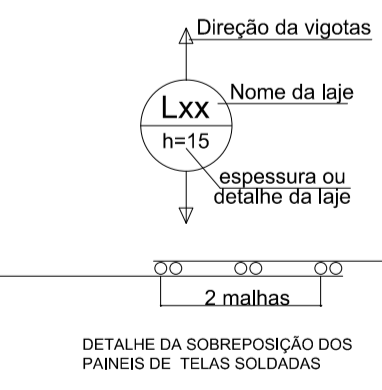 Direção da vigotas
Nome da laje
Lxx
h=15
espessura ou
detalhe da laje
2 malhas
DETALHE DA SOBREPOSIÇÃO DOS
PAINEIS DE TELAS SOLDADAS